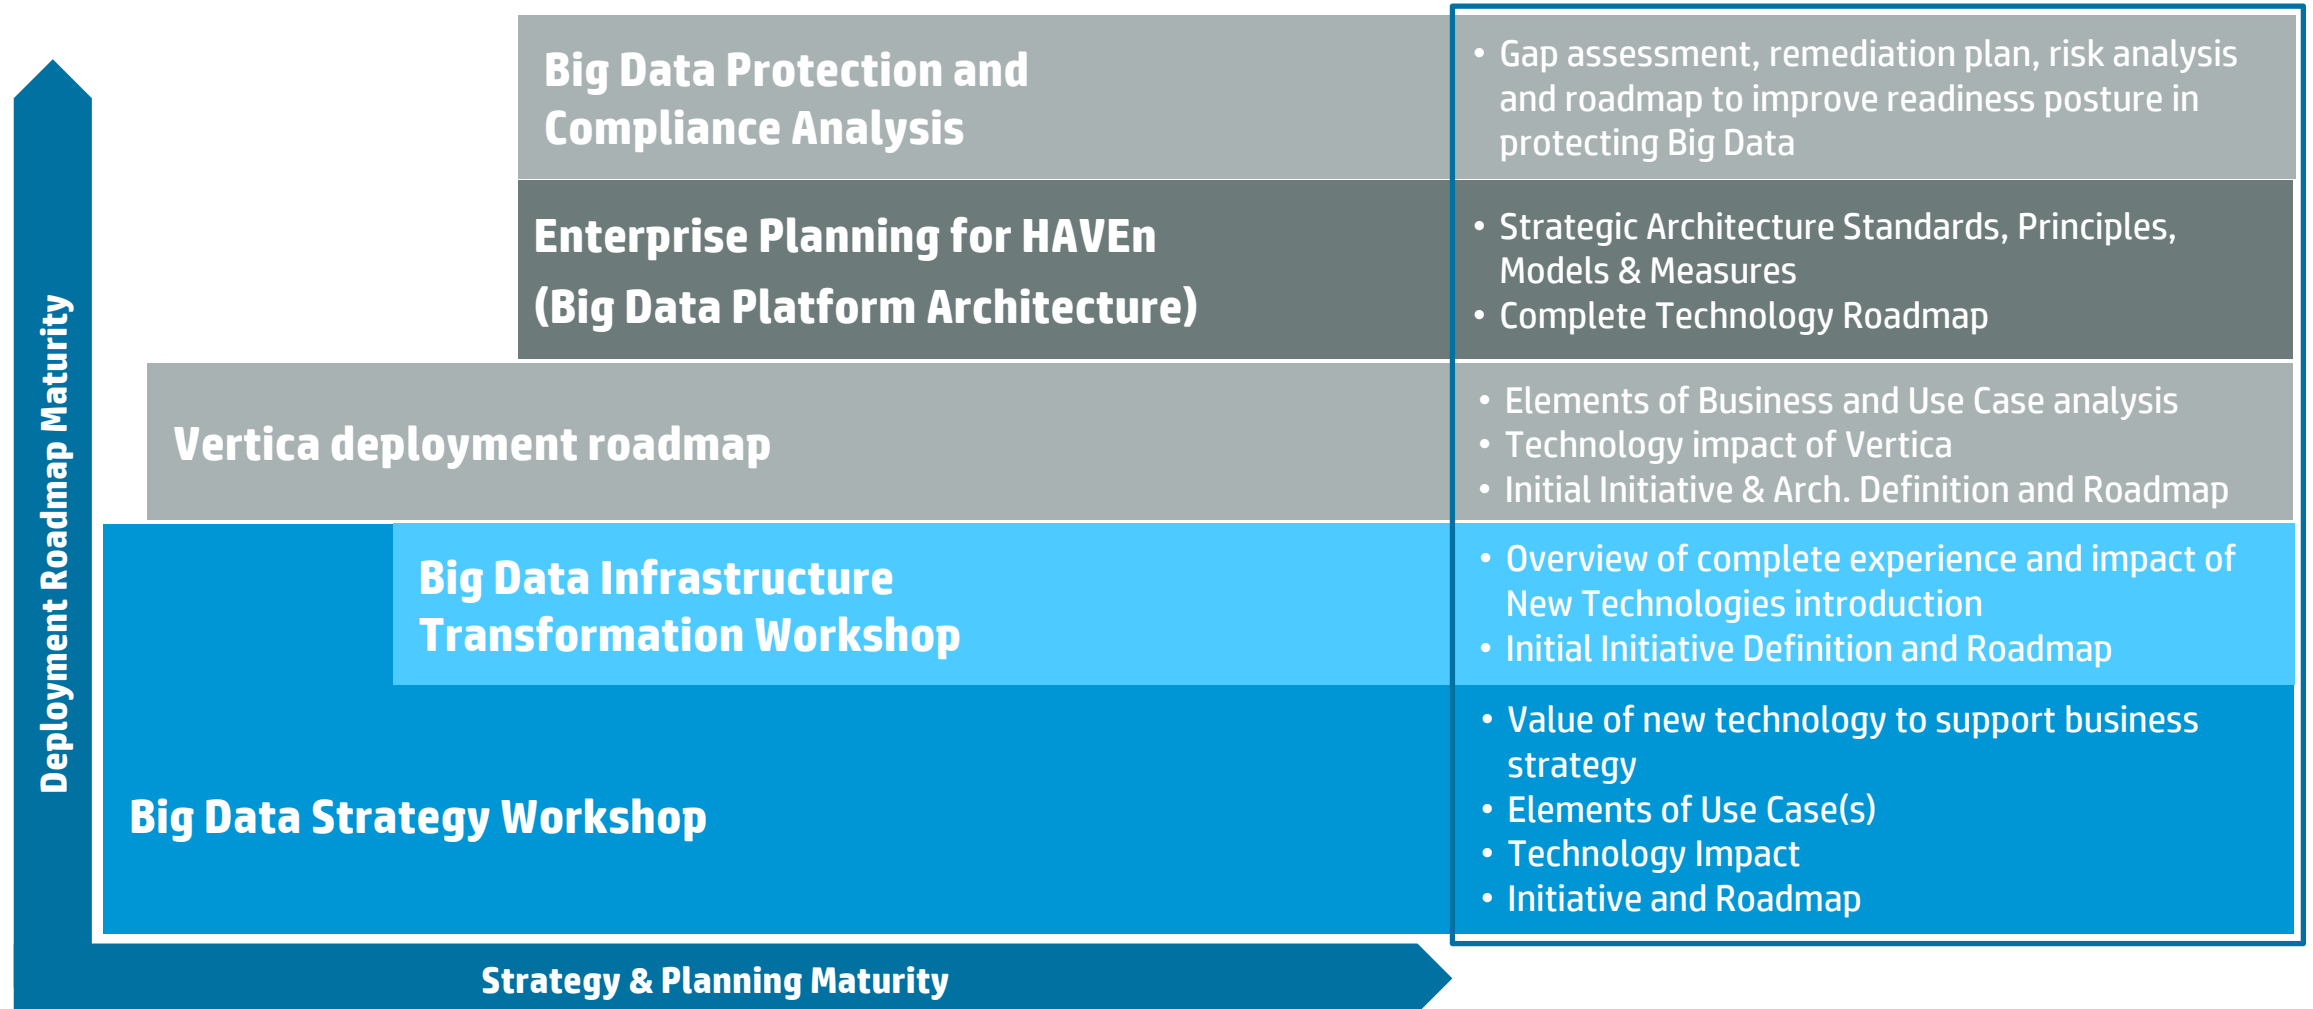 Deployment Roadmap Maturity
Big Data Protection and
Compliance Analysis
• Gap assessment, remediation plan, risk analysis
and roadmap to improve readiness posture in
protecting Big Data
Enterprise Planning for HAVEn
(Big Data Platform Architecture)
• Strategic Architecture Standards, Principles,
Models & Measures
• Complete Technology Roadmap
Vertica deployment roadmap
• Elements of Business and Use Case analysis
• Technology impact of Vertica
• Initial Initiative & Arch. Definition and Roadmap
Big Data Infrastructure
Transformation Workshop
• Overview of complete experience and impact of
New Technologies introduction
• Initial Initiative Definition and Roadmap
Big Data Strategy Workshop
• Value of new technology to support business
strategy
• Elements of Use Case(s)
• Technology Impact
• Initiative and Roadmap
Strategy & Planning Maturity